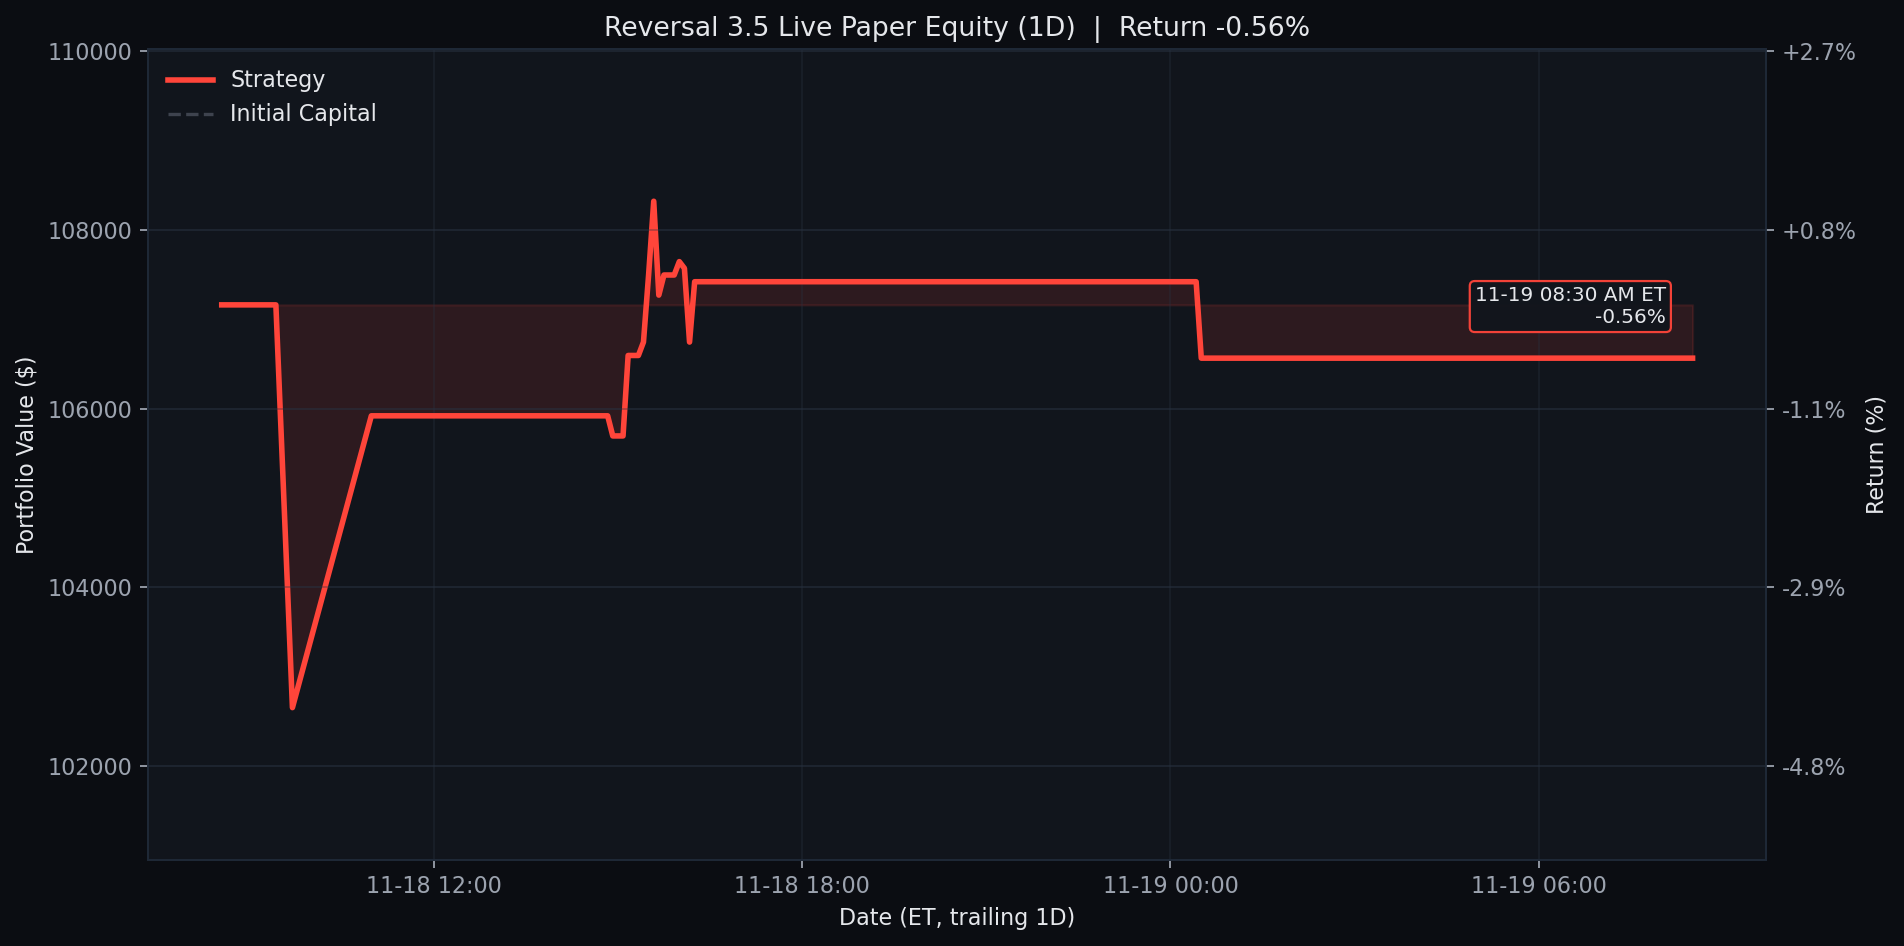 Reversal 3.5 Live Paper Equity (1D) | Return -0.56%
Strategy
Initial Capital
110000
108000
106000
104000
102000
Portfolio Value ($)
+2.7%
+0.8%
-1.1%
-2.9%
-4.8%
Return (%)
11-19 08:30 AM ET
-0.56%
11-18 12:00
11-18 18:00
11-19 00:00
11-19 06:00
Date (ET, trailing 1D)